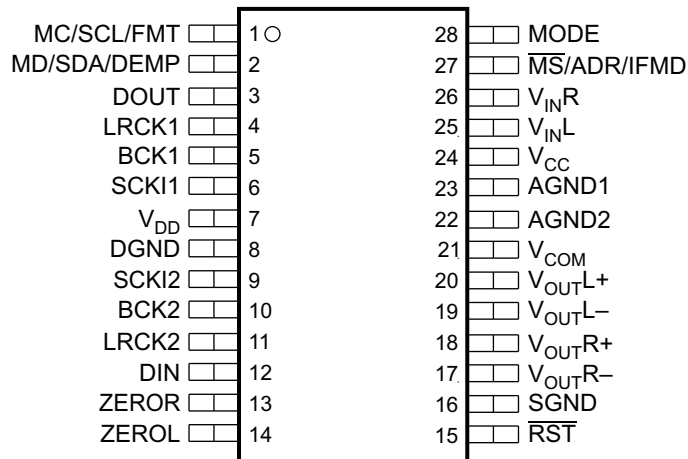 MC/SCL/FMT 1 28 MODE
MD/SDA/DEMP 2 27 M̅S̅/ADR/IFMD
DOUT 3 26 VINR
LRCK1 4 25 VINL
BCK1 5 24 VCC
SCKI1 6 23 AGND1
VDD 7 22 AGND2
DGND 8 21 VCOM
SCKI2 9 20 VOUTL+
BCK2 10 19 VOUTL–
LRCK2 11 18 VOUTR+
DIN 12 17 VOUTR–
ZEROR 13 16 SGND
ZEROL 14 15 R̅S̅T̅